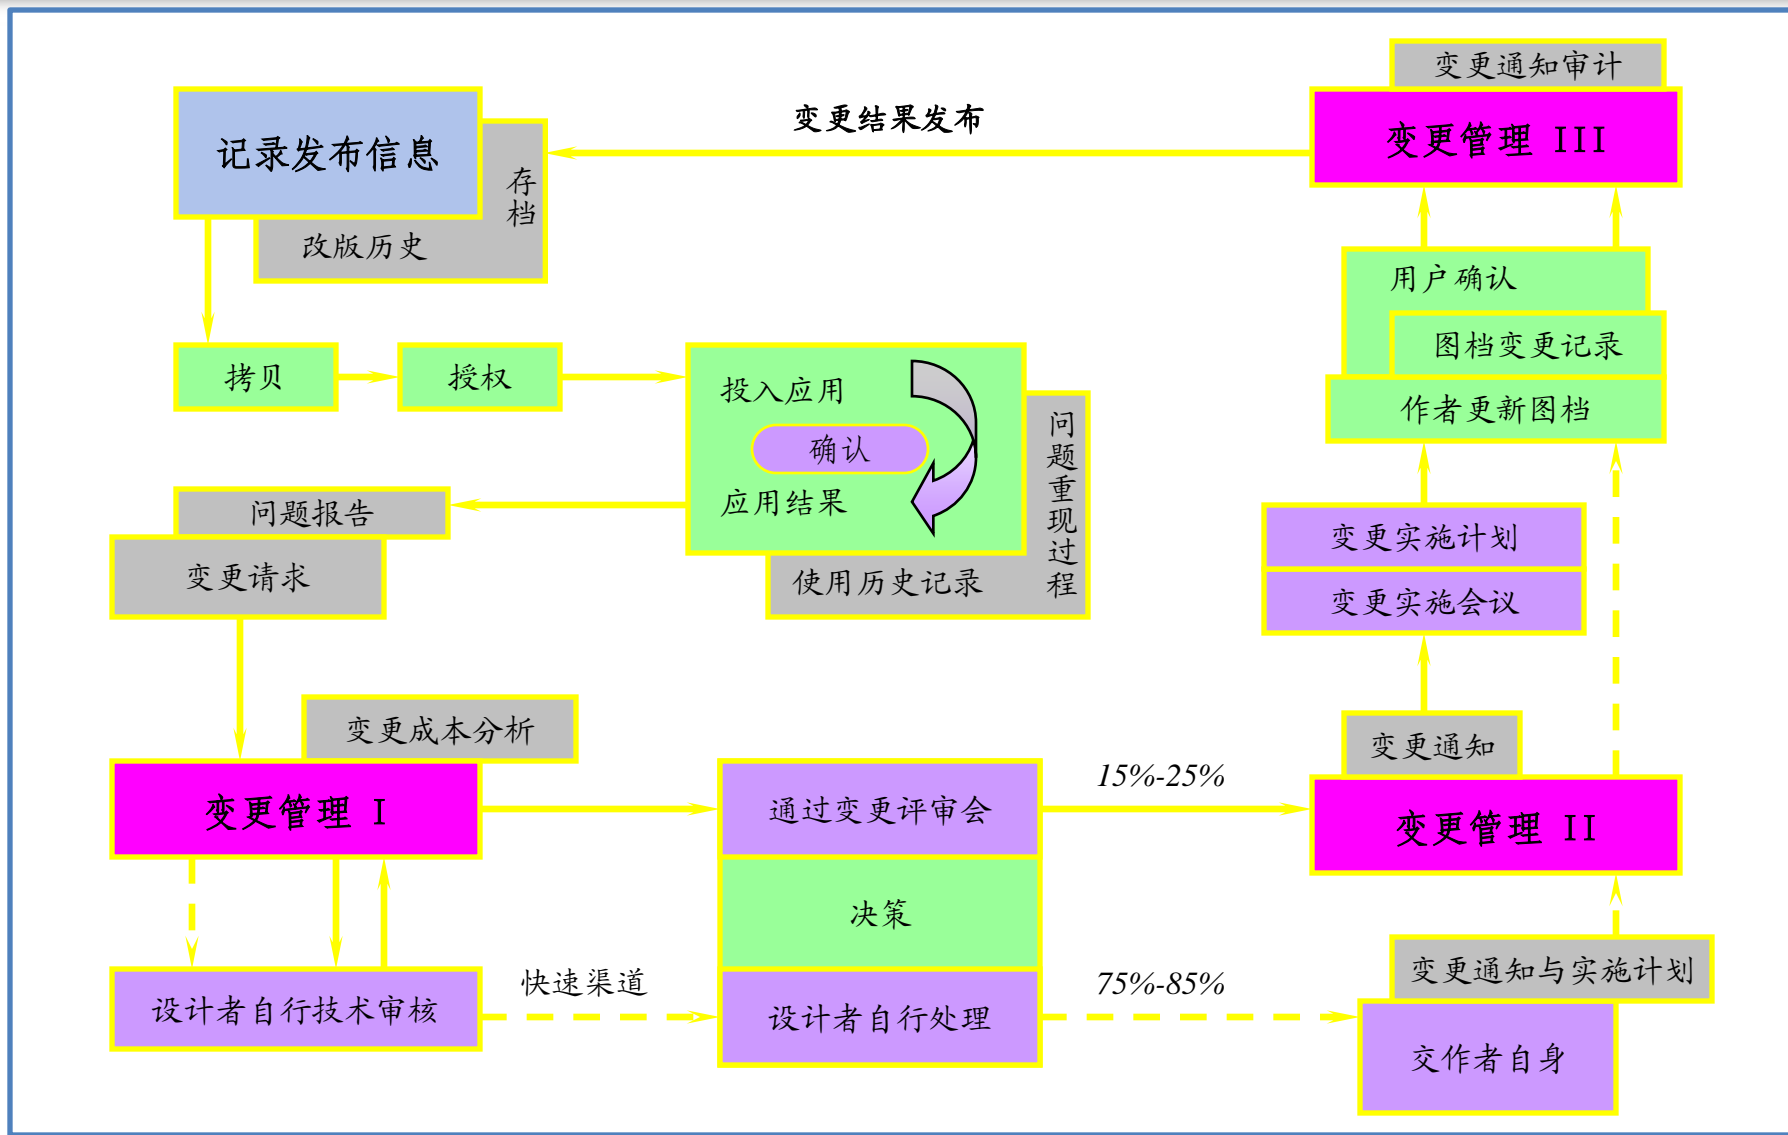 变更通知审计
变更结果发布
变更管理 III
记录发布信息
存档
改版历史
用户确认
图档变更记录
作者更新图档
拷贝
授权
投入应用
确认
应用结果
问题重现过程
使用历史记录
问题报告
变更请求
变更实施计划
变更实施会议
变更成本分析
变更通知
变更管理 I
通过变更评审会
15%-25%
变更管理 II
决策
设计者自行技术审核
快速渠道
设计者自行处理
75%-85%
变更通知与实施计划
交作者自身